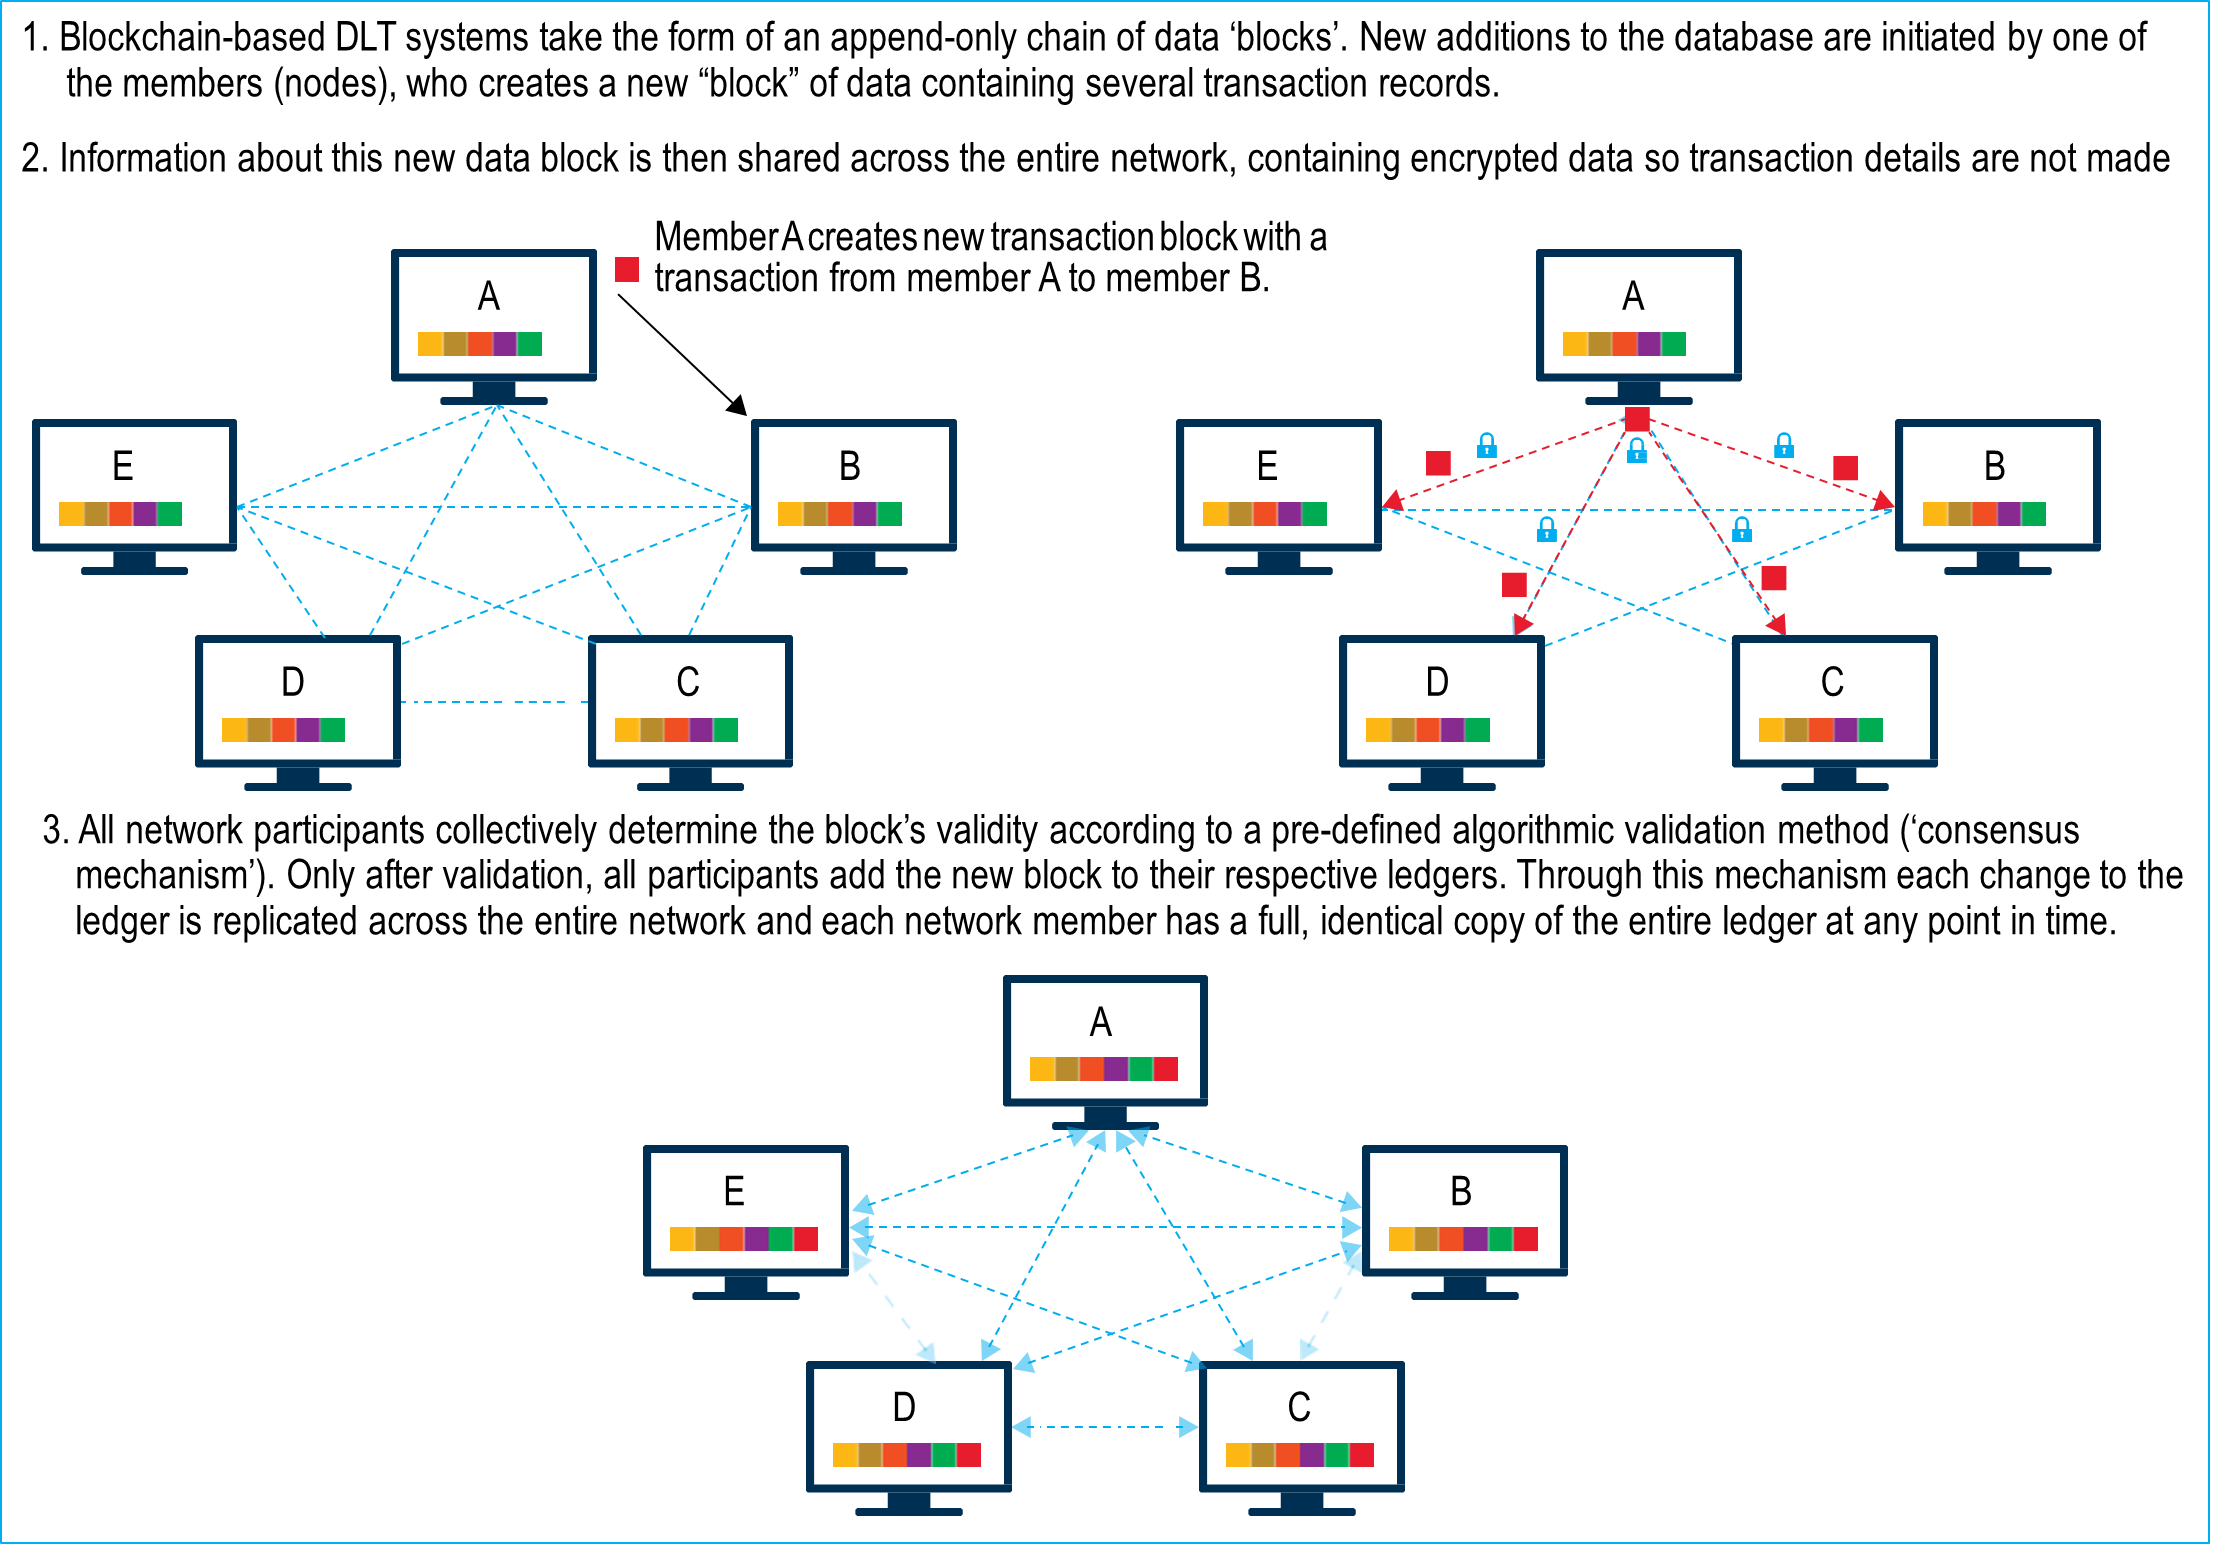 1. Blockchain-based DLT systems take the form of an append-only chain of data ‘blocks’. New additions to the database are initiated by one of
the members (nodes), who creates a new “block” of data containing several transaction records.
2. Information about this new data block is then shared across the entire network, containing encrypted data so transaction details are not made
Member A creates new transaction block with a
transaction from member A to member B.
A
E
B
D
C
A
E
B
D
C
3. All network participants collectively determine the block’s validity according to a pre-defined algorithmic validation method (‘consensus
mechanism’). Only after validation, all participants add the new block to their respective ledgers. Through this mechanism each change to the
ledger is replicated across the entire network and each network member has a full, identical copy of the entire ledger at any point in time.
A
E
B
D
C